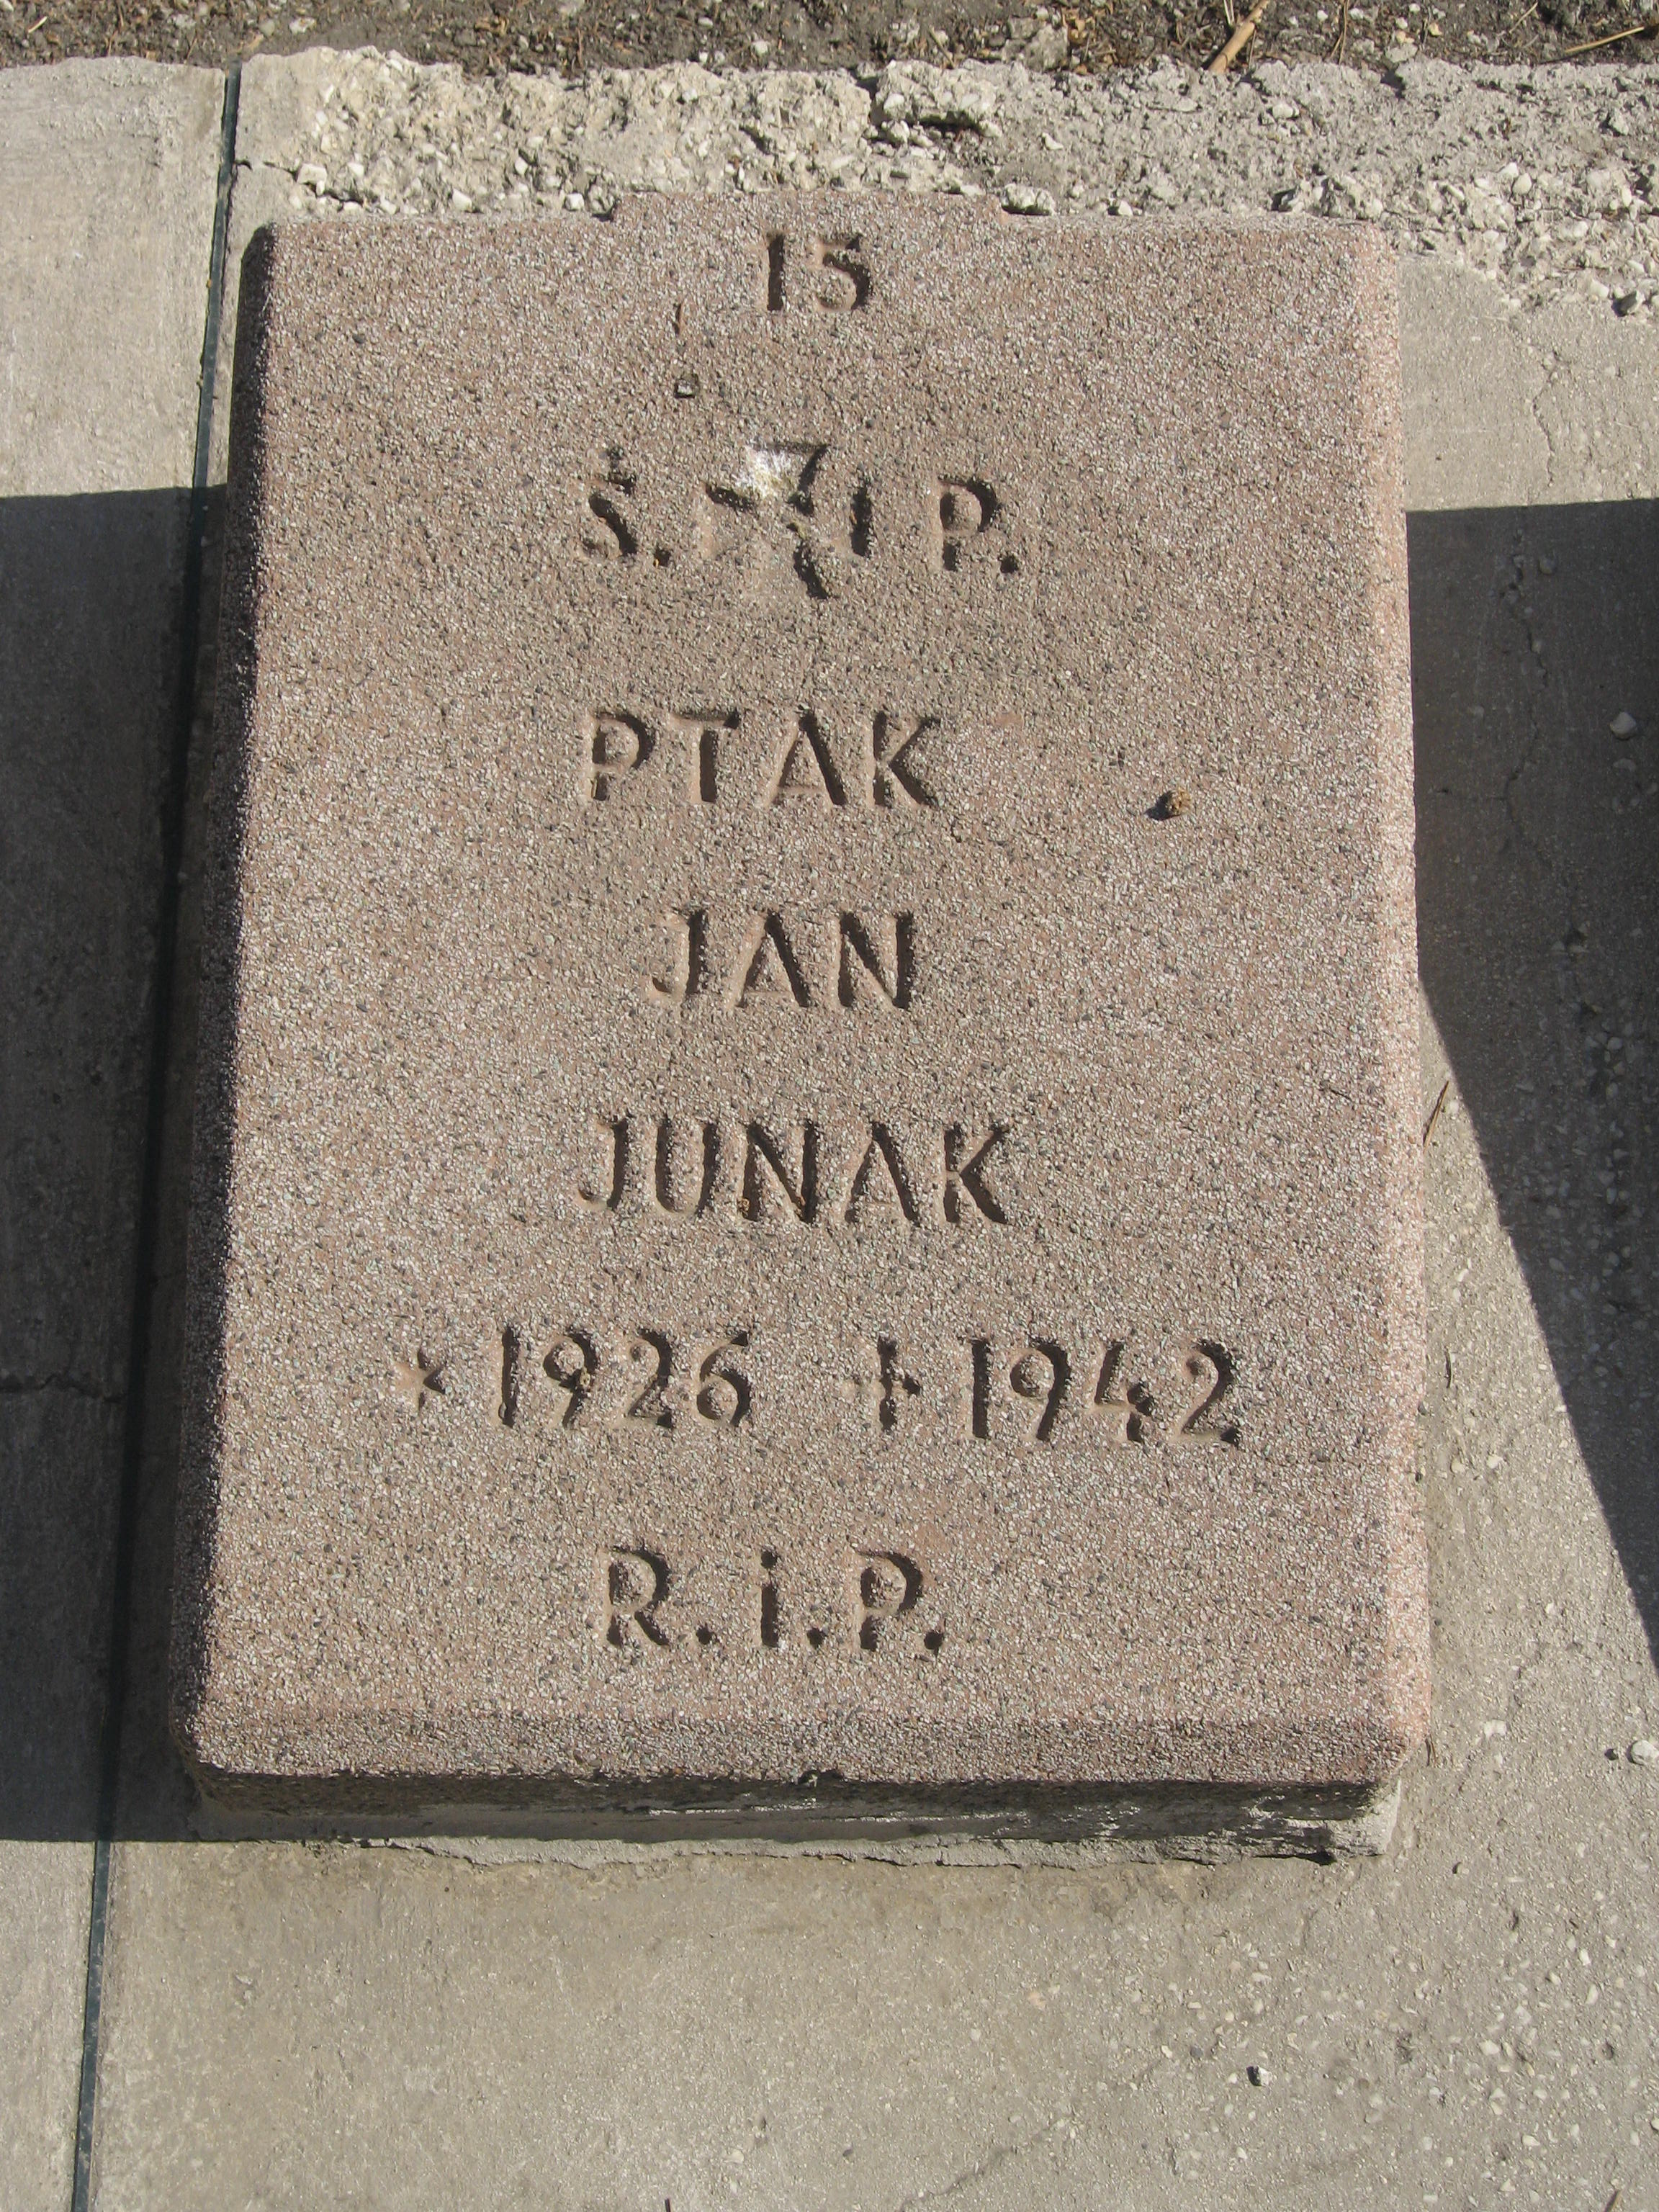 15
Ś. P.
PTAK
JAN
JUNAK
* 1926 + 1942
R.I.P.